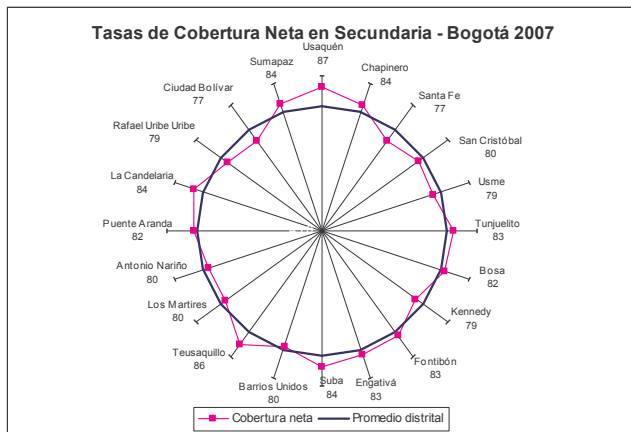 Tasas de Cobertura Neta en Secundaria - Bogotá 2007
Usaquén
87
Chapinero
84
Santa Fe
77
San Cristóbal
80
Usme
79
Tunjuelito
83
Bosa
82
Kennedy
79
Fontibón
83
Engativá
83
Suba
84
Barrios Unidos
80
Teusaquillo
86
Los Martires
80
Antonio Nariño
80
Puente Aranda
82
La Candelaria
84
Rafael Uribe Uribe
79
Ciudad Bolívar
77
Sumapaz
84
Cobertura neta
Promedio distrital